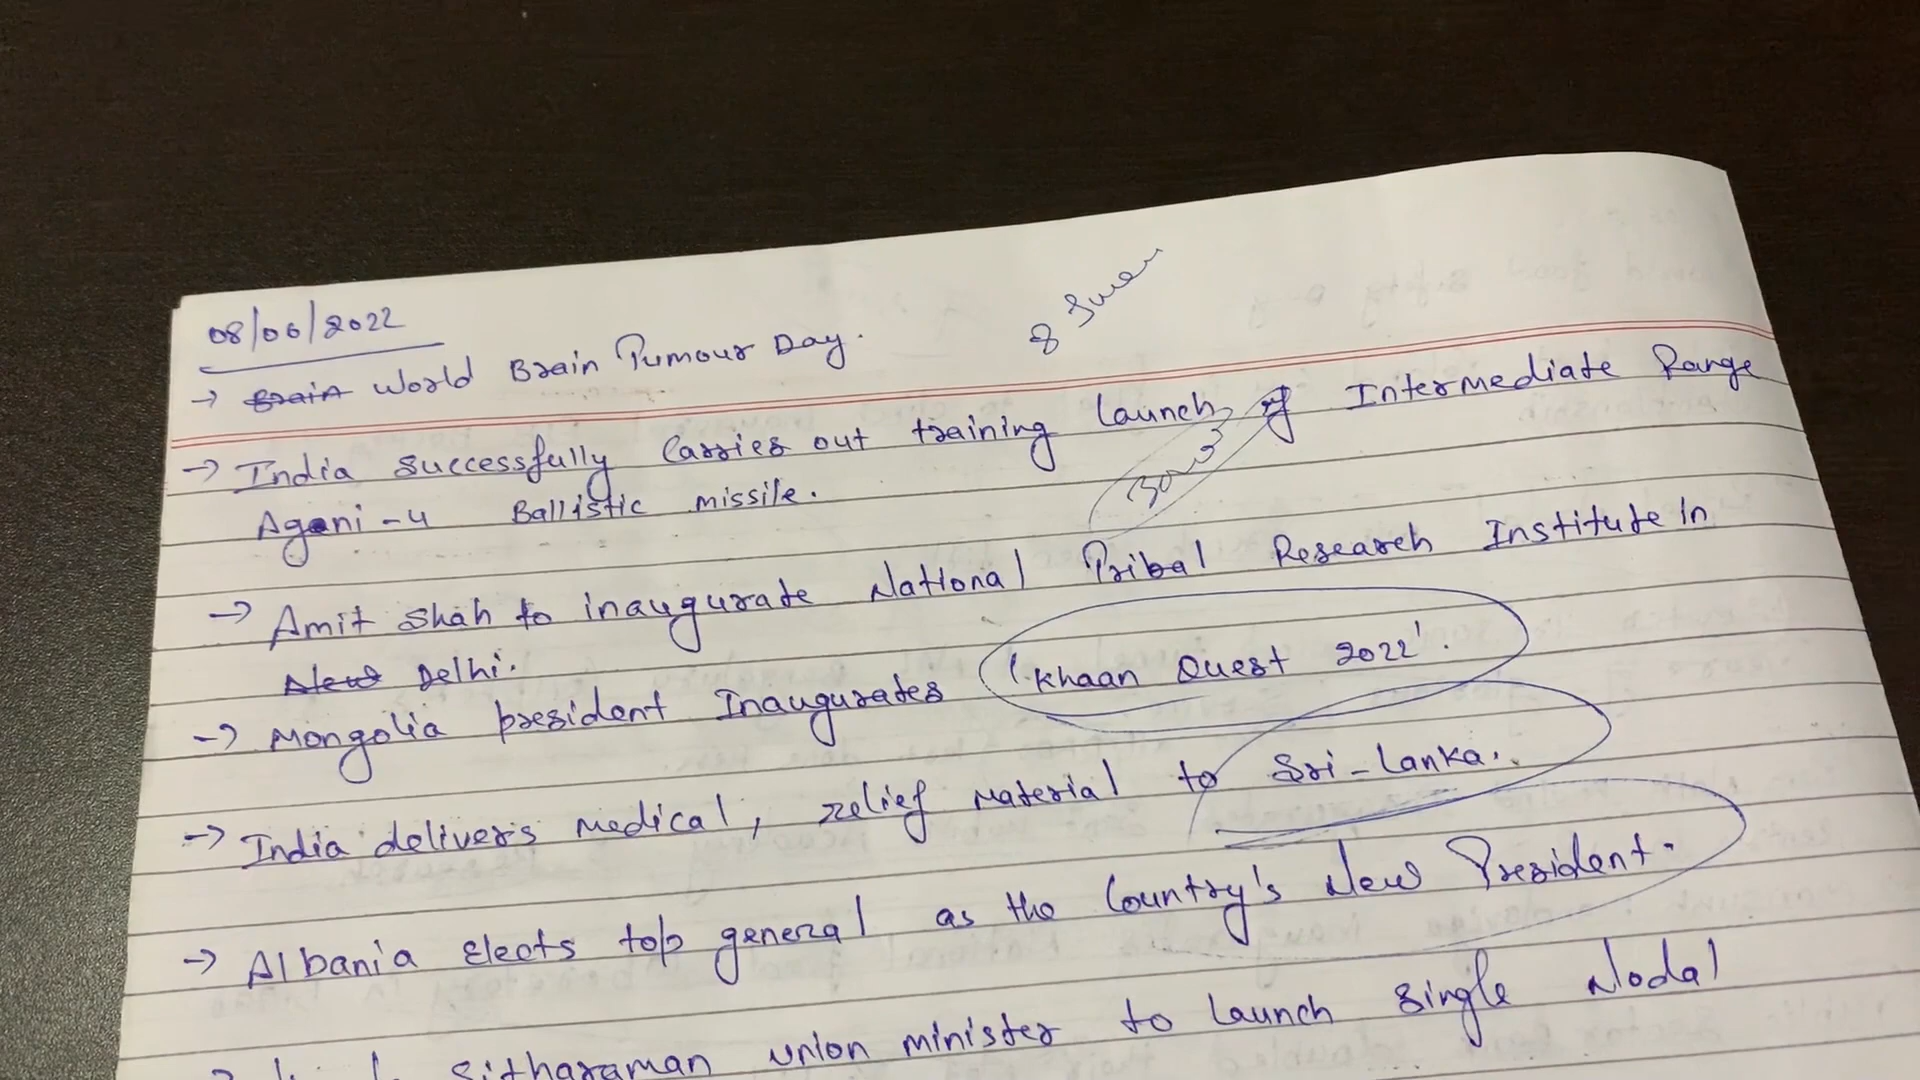 08/06/2022
8 June
→ Brain World Brain Tumour Day.
→ India successfully Carries out training Launch of Intermediate Range
Agni-4 Ballistic missile.
→ Amit Shah to inaugurate National Tribal Research Institute in
New Delhi.
→ Mongolia president Inaugurates 'Khaan Quest 2022'.
→ India delivers medical, relief material to Sri-Lanka.
→ Albania Elects top general as the Country's New President.
Sitharaman union minister to launch single Nodal